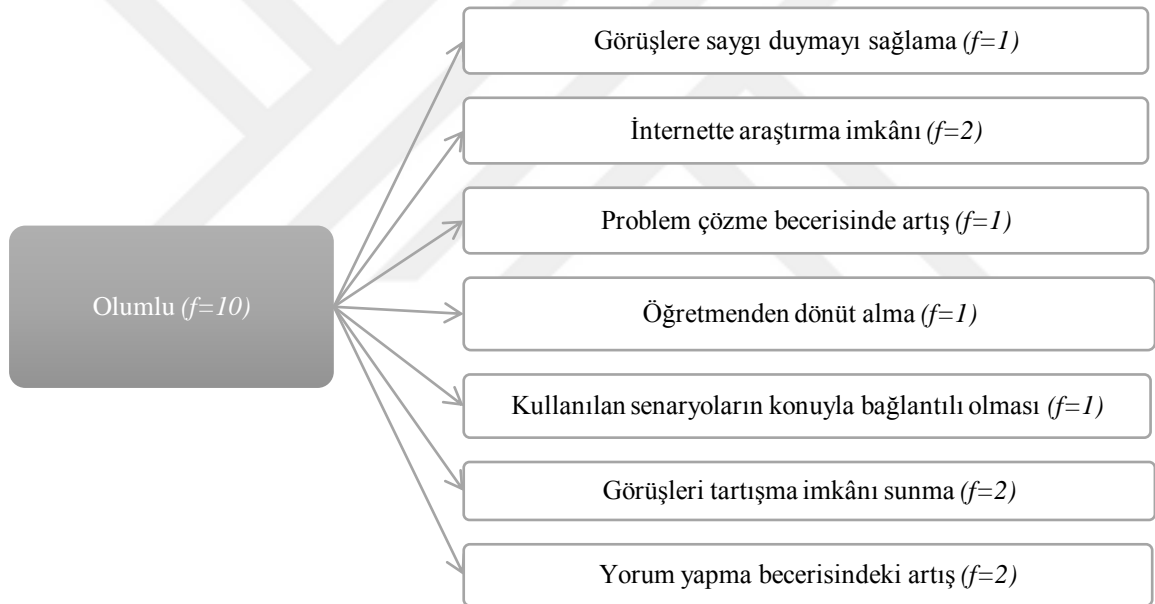 Görüşlere saygı duymayı sağlama (f=1)
İnternette araştırma imkânı (f=2)
Problem çözme becerisinde artış (f=1)
Olumlu (f=10)
Öğretmenden dönüt alma (f=1)
Kullanılan senaryoların konuyla bağlantılı olması (f=1)
Görüşleri tartışma imkânı sunma (f=2)
Yorum yapma becerisindeki artış (f=2)